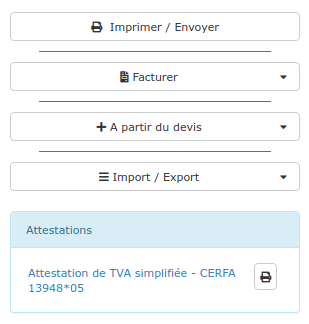 Imprimer / Envoyer
Facturer
A partir du devis
Import / Export
Attestations
Attestation de TVA simplifiée - CERFA
13948*05